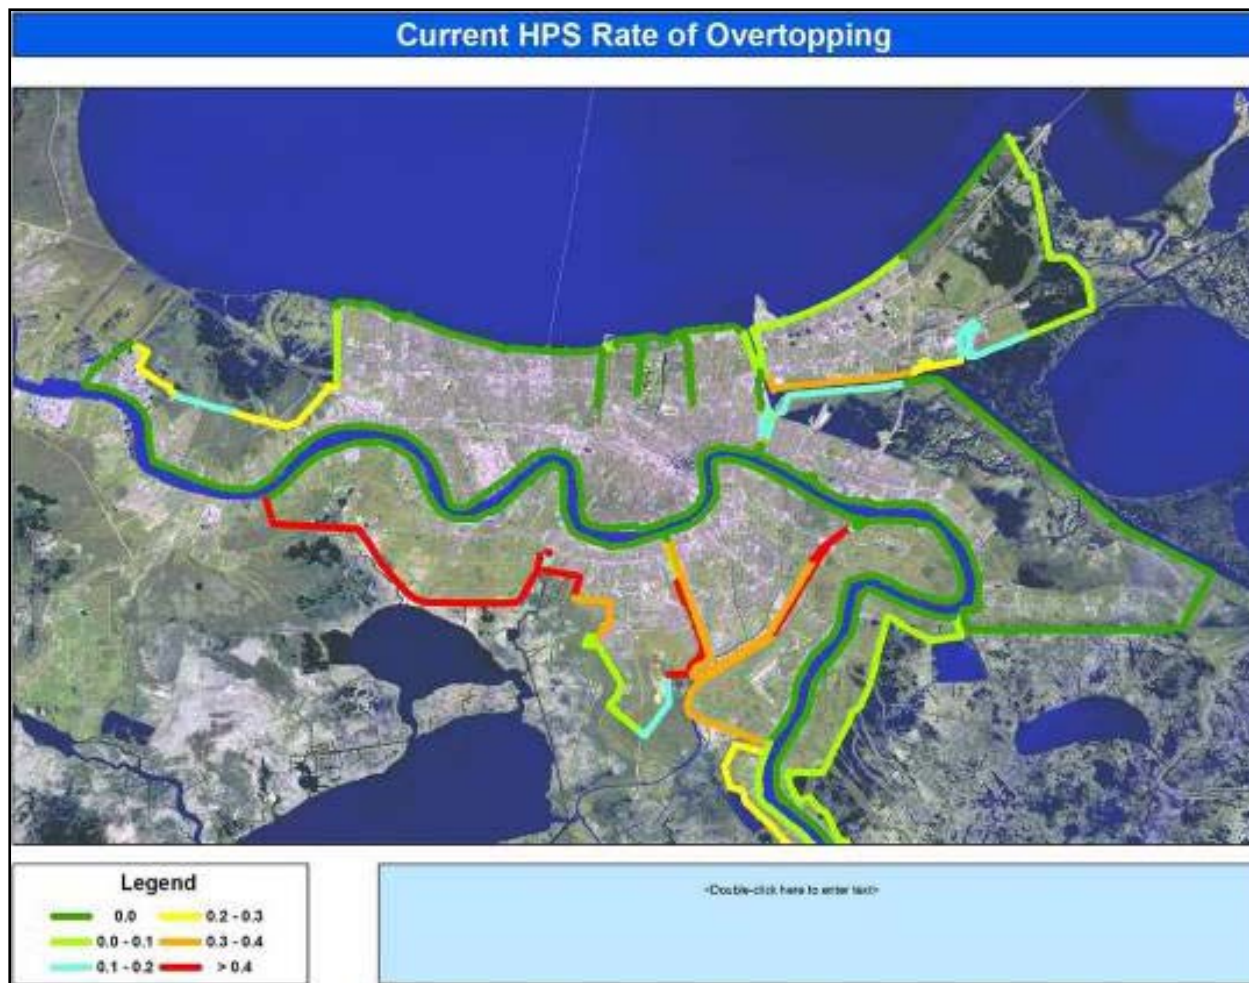 Current HPS Rate of Overtopping
Legend
0.0 0.2 - 0.3
0.0 - 0.1 0.3 - 0.4
0.1 - 0.2 > 0.4
<Double-click here to enter text>